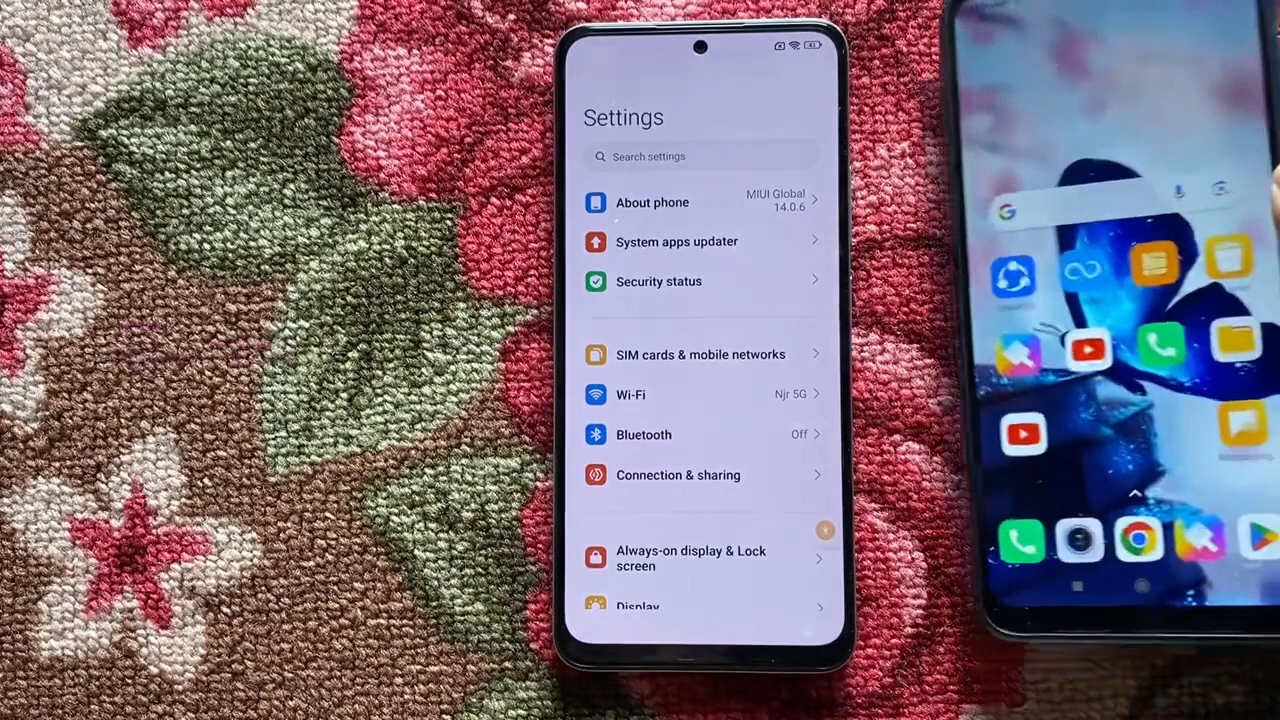 43
Settings
Search settings
About phone
MIUI Global
14.0.6
System apps updater
Security status
SIM cards & mobile networks
Wi-Fi
Njr 5G
Bluetooth
Off
Connection & sharing
Always-on display & Lock
screen
Display